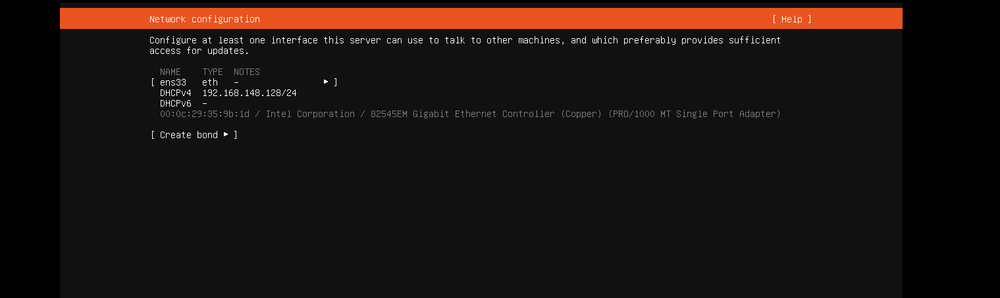 Network configuration [ Help ]
Configure at least one interface this server can use to talk to other machines, and which preferably provides sufficient
access for updates.
NAME TYPE NOTES
[ ens33 eth - ▸ ]
DHCPv4 192.168.148.128/24
DHCPv6 -
00:0c:29:35:9b:1d / Intel Corporation / 82545EM Gigabit Ethernet Controller (Copper) (PRO/1000 MT Single Port Adapter)
[ Create bond ▸ ]